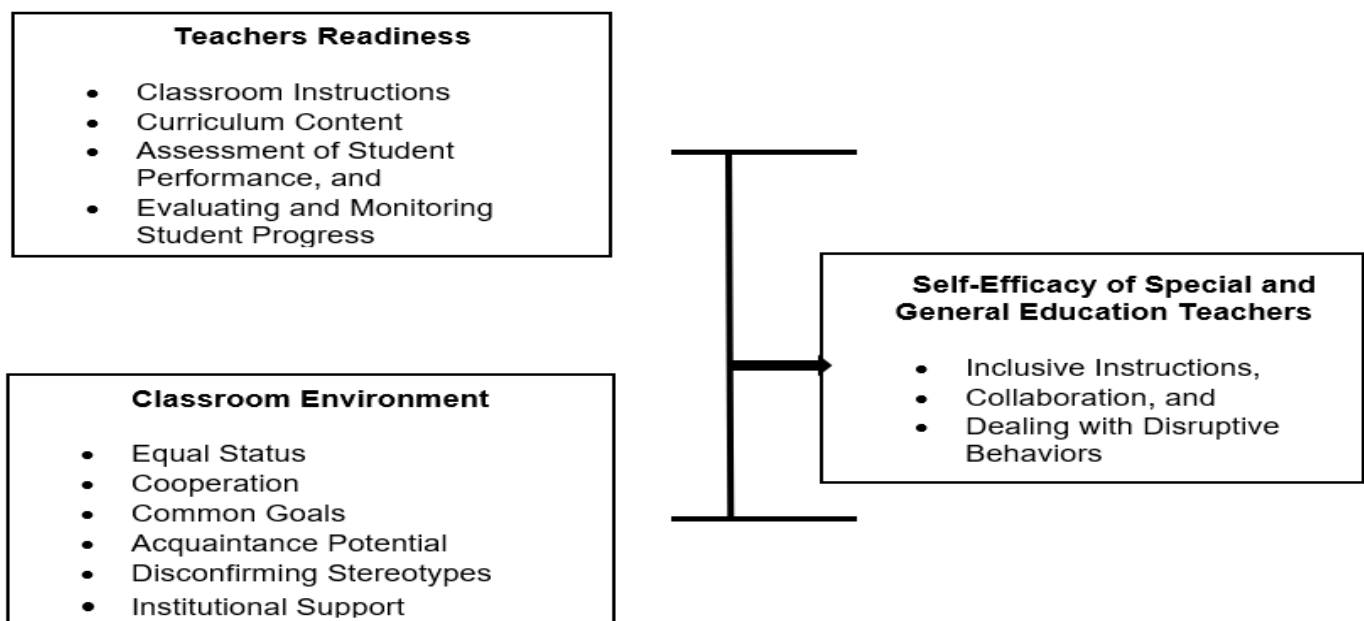 Teachers Readiness
• Classroom Instructions
• Curriculum Content
• Assessment of Student
Performance, and
• Evaluating and Monitoring
Student Progress
Classroom Environment
• Equal Status
• Cooperation
• Common Goals
• Acquaintance Potential
• Disconfirming Stereotypes
• Institutional Support
Self-Efficacy of Special and
General Education Teachers
• Inclusive Instructions,
• Collaboration, and
• Dealing with Disruptive
Behaviors